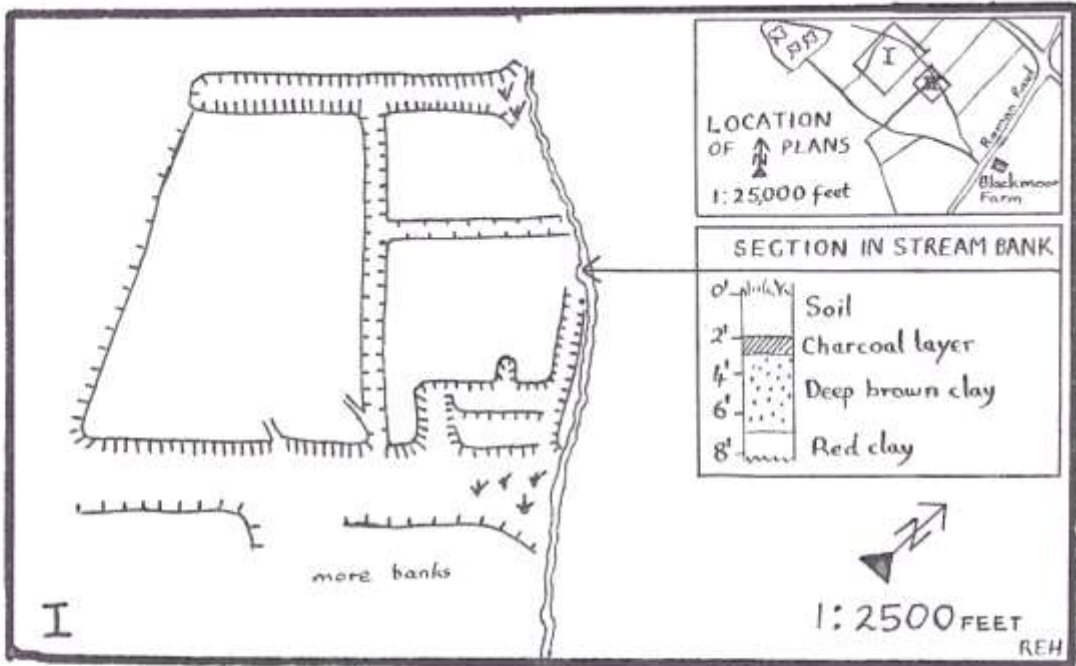 I
LOCATION
OF N PLANS
1:25,000 feet
Roman Road
Blackmoor
Farm
SECTION IN STREAM BANK
0'
Soil
2'
Charcoal layer
4'
Deep brown clay
6'
Red clay
8'
more banks
I
N
1:2500 FEET
REH